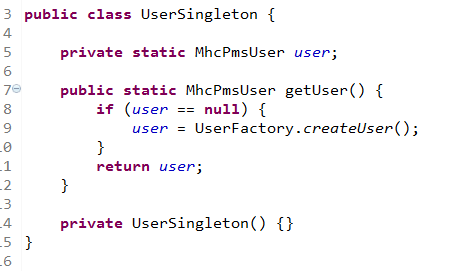 3 public class UserSingleton {
4
5     private static MhcPmsUser user;
6
7     public static MhcPmsUser getUser() {
8         if (user == null) {
9             user = UserFactory.createUser();
.0         }
.1         return user;
.2     }
.3
.4     private UserSingleton() {}
.5 }
.6